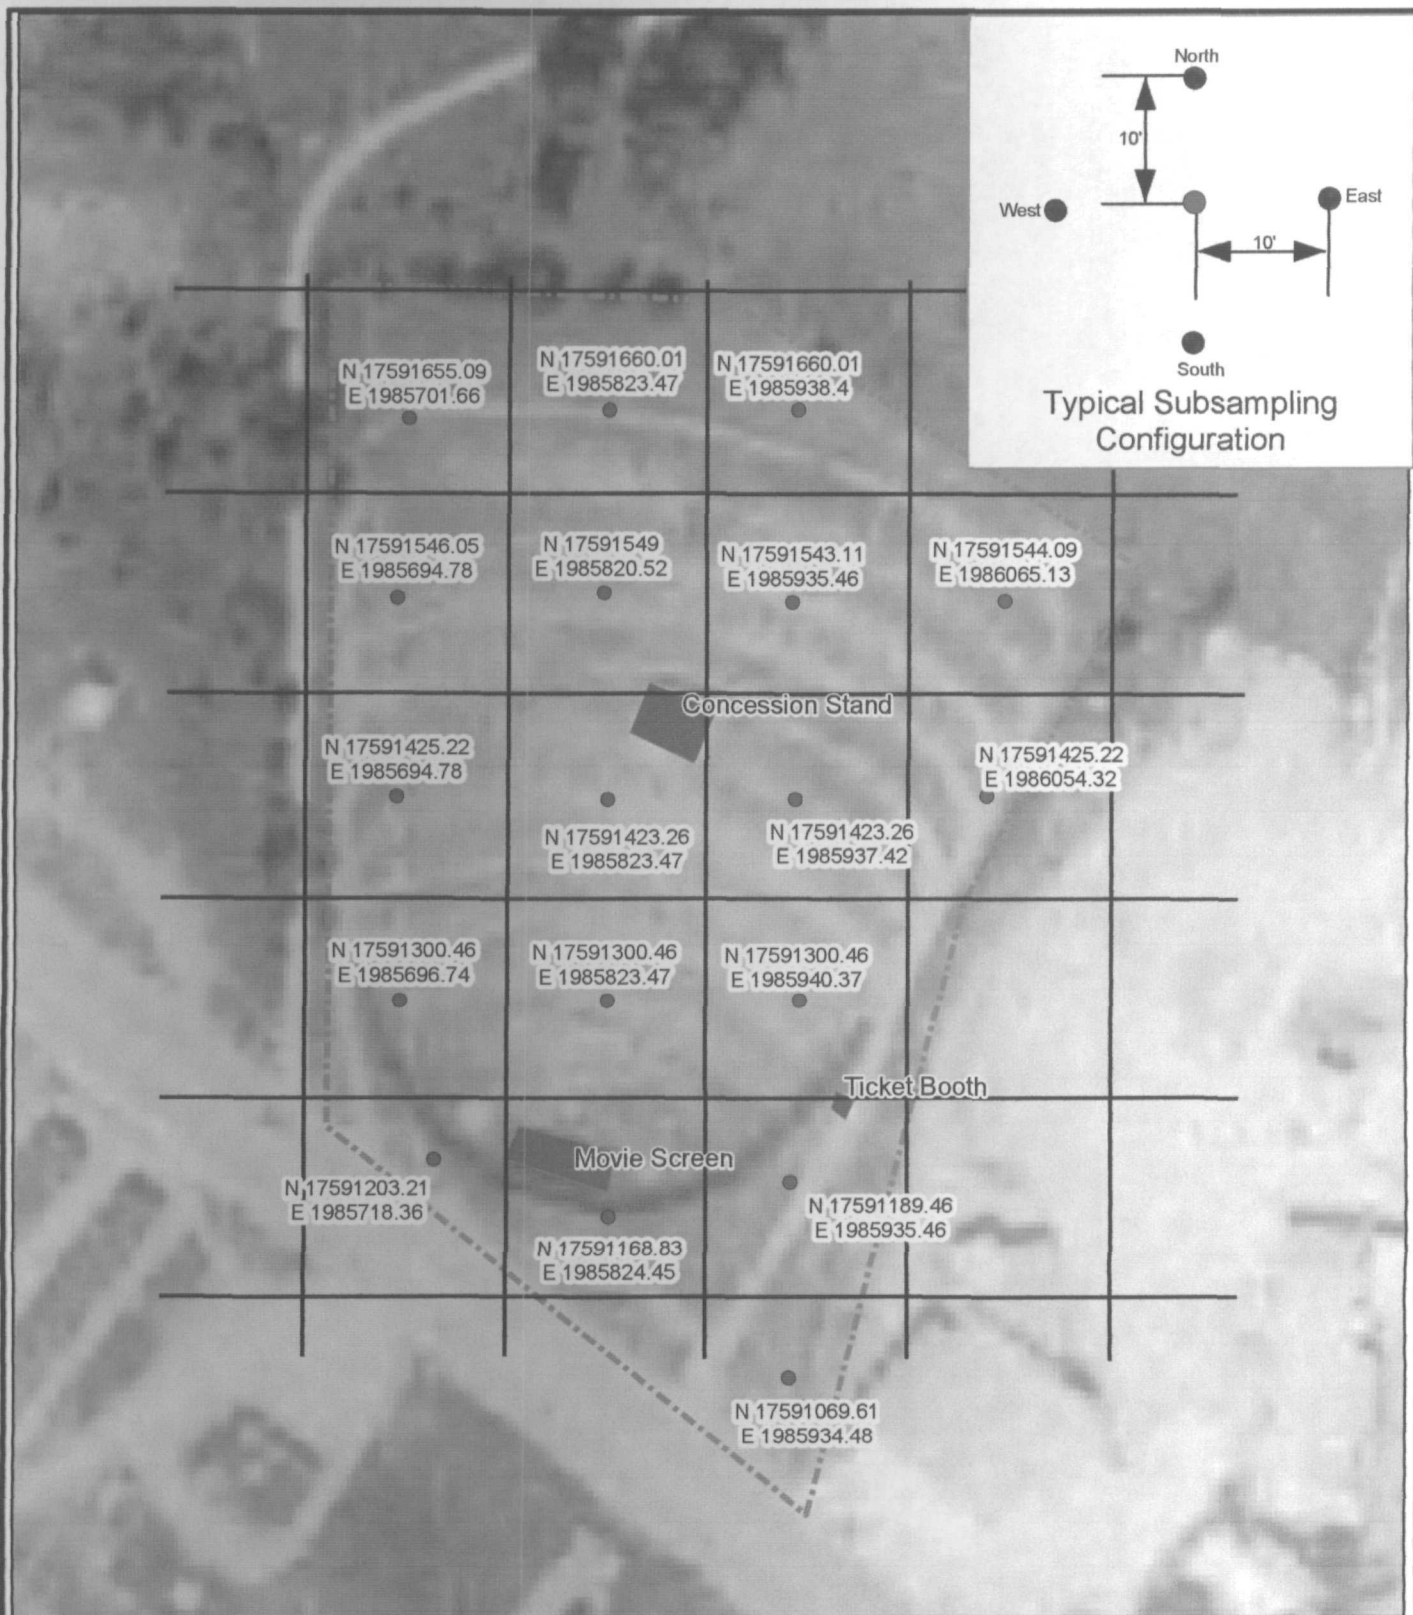 North
10'
West
East
10'
South
Typical Subsampling
Configuration
N 17591655.09
E 1985701.66
N 17591660.01
E 1985823.47
N 17591660.01
E 1985938.4
N 17591546.05
E 1985694.78
N 17591549
E 1985820.52
N 17591543.11
E 1985935.46
N 17591544.09
E 1986065.13
Concession Stand
N 17591425.22
E 1985694.78
N 17591423.26
E 1985823.47
N 17591423.26
E 1985937.42
N 17591425.22
E 1986054.32
N 17591300.46
E 1985696.74
N 17591300.46
E 1985823.47
N 17591300.46
E 1985940.37
Ticket Booth
Movie Screen
N 17591203.21
E 1985718.36
N 17591168.83
E 1985824.45
N 17591189.46
E 1985935.46
N 17591069.61
E 1985934.48